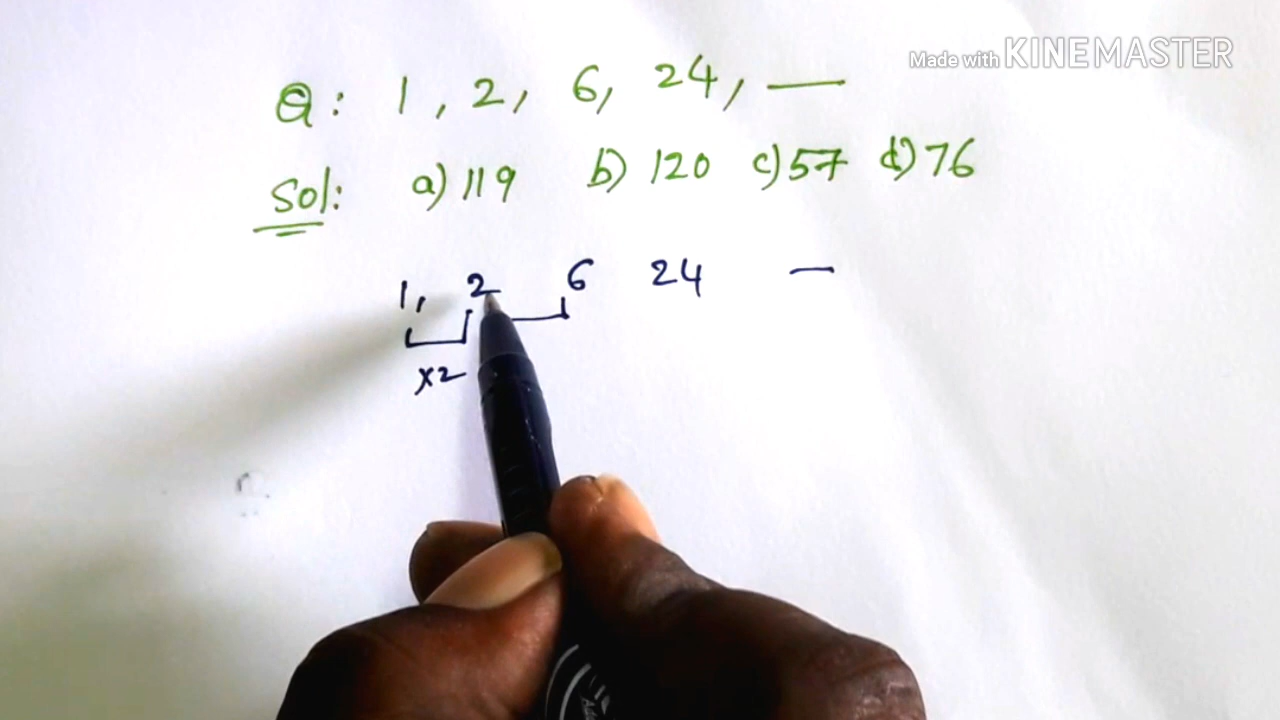 Made with KINEMASTER
Q: 1, 2, 6, 24, —
Sol: a) 119 b) 120 c) 57 d) 76
1, 2 6 24 —
x2